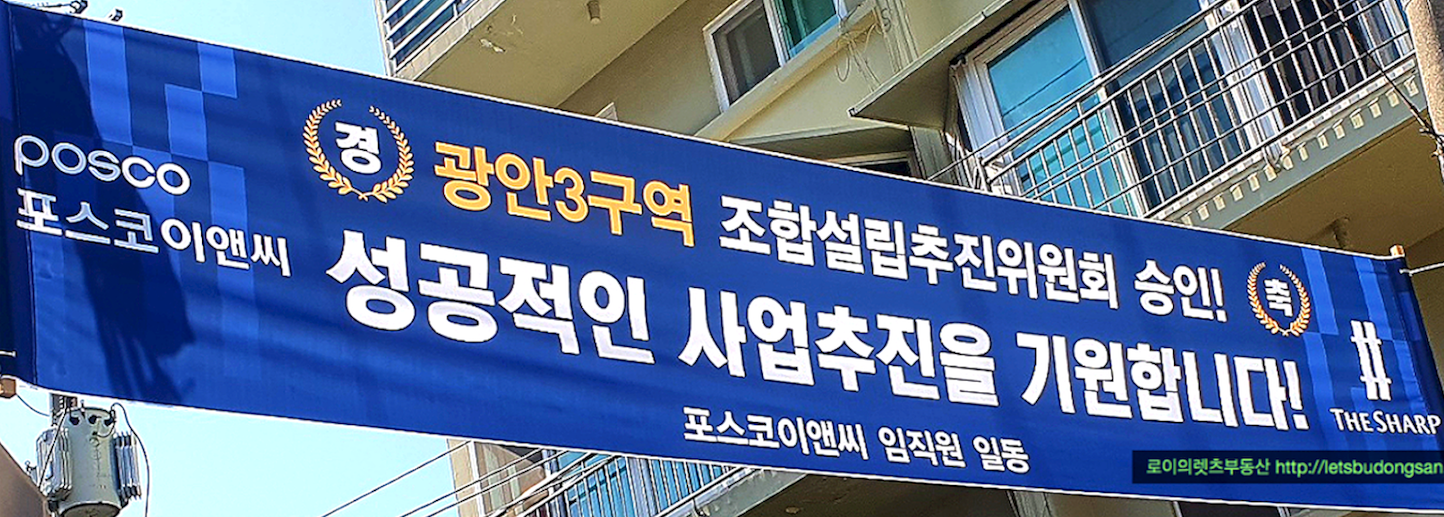 posco
포스코이앤씨
경 광안3구역 조합설립추진위원회 승인! 축
성공적인 사업추진을 기원합니다!
포스코이앤씨 임직원 일동
THE SHARP
로이의렛츠부동산 http://letsbudongsan